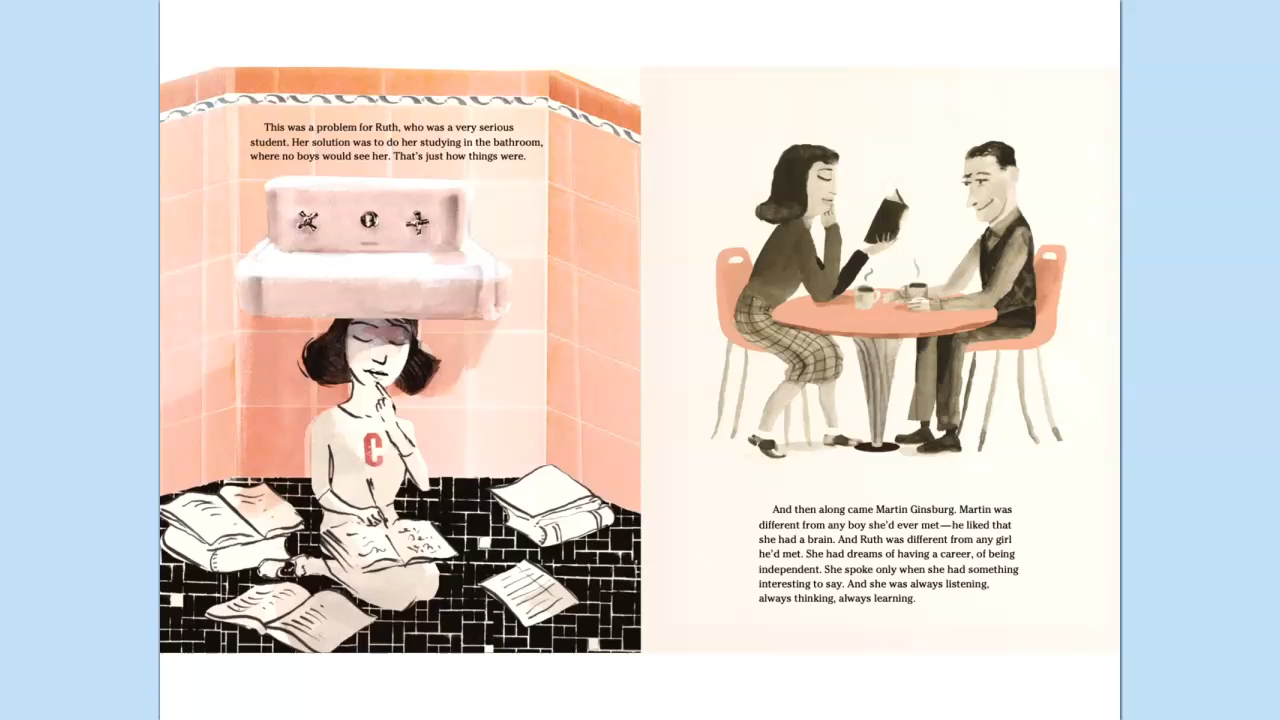 This was a problem for Ruth, who was a very serious
student. Her solution was to do her studying in the bathroom,
where no boys would see her. That's just how things were.
C
And then along came Martin Ginsburg. Martin was
different from any boy she'd ever met—he liked that
she had a brain. And Ruth was different from any girl
he'd met. She had dreams of having a career, of being
independent. She spoke only when she had something
interesting to say. And she was always listening,
always thinking, always learning.